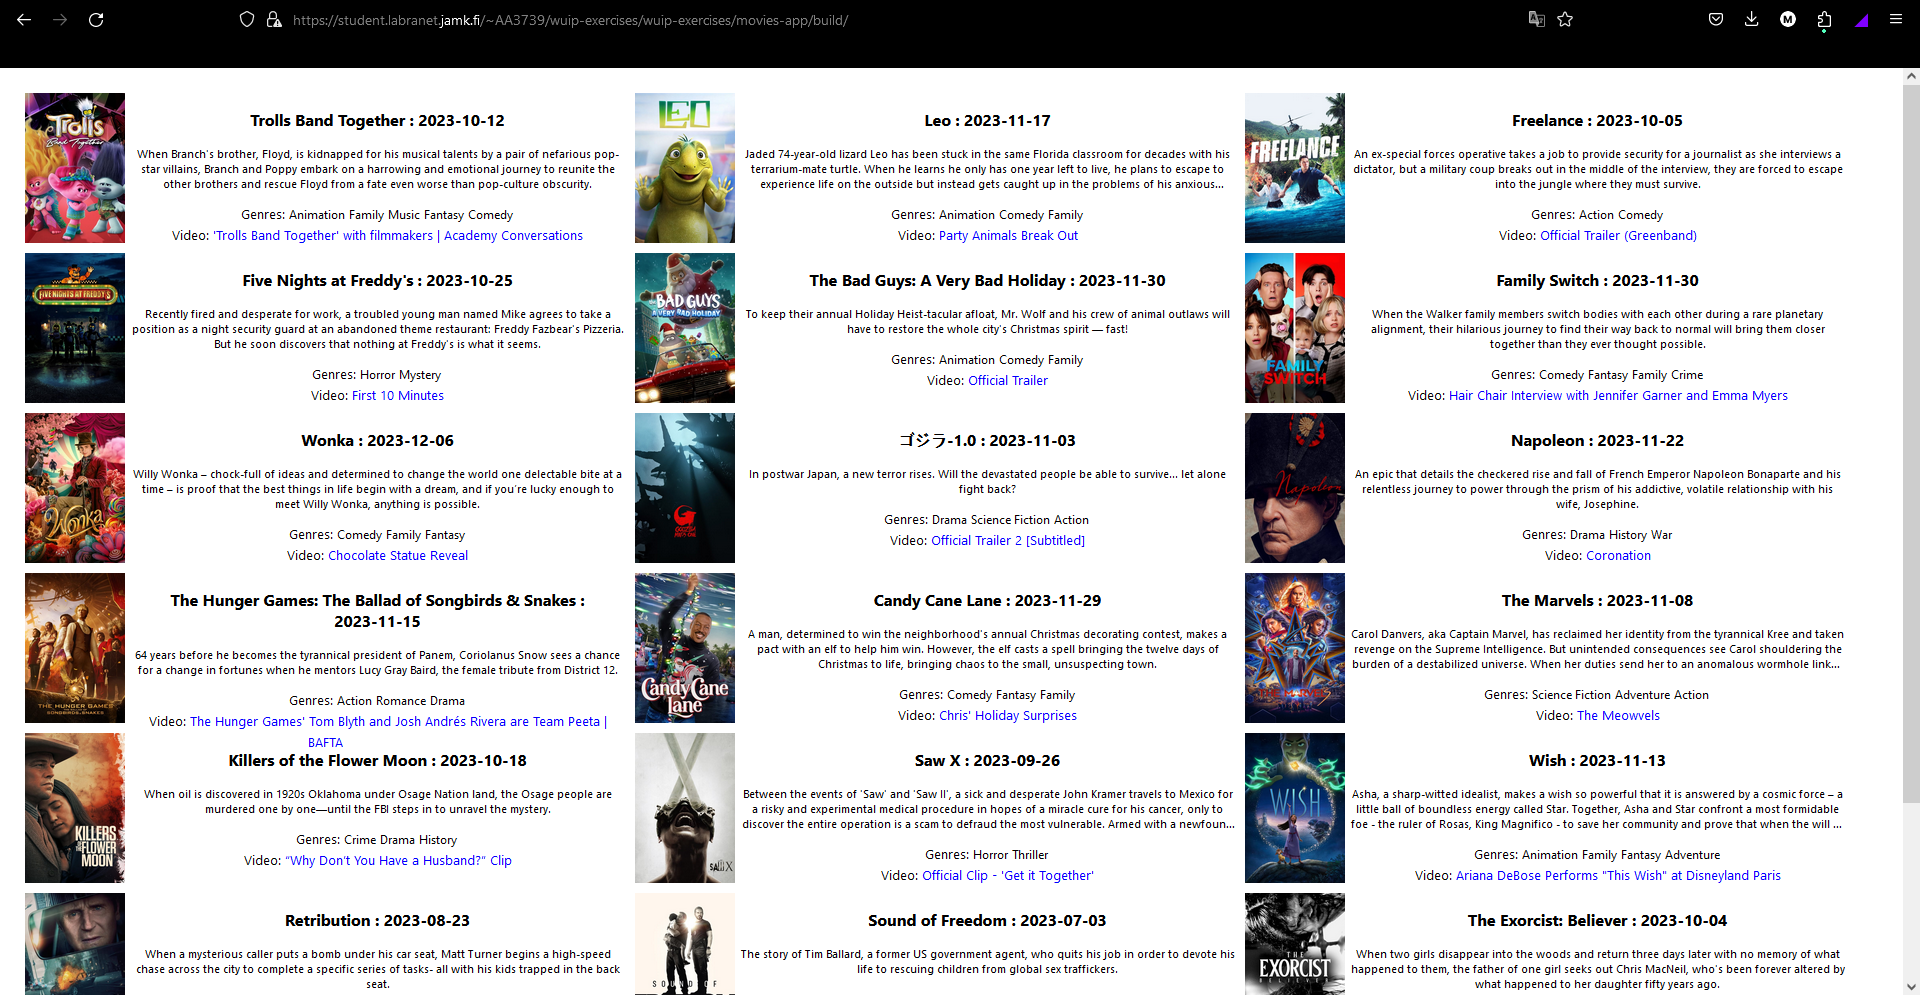 https://student.labranet.jamk.fi/~AA3739/wuip-exercises/wuip-exercises/movies-app/build/
Trolls
Band Together
Trolls Band Together : 2023-10-12
When Branch's brother, Floyd, is kidnapped for his musical talents by a pair of nefarious pop-
star villains, Branch and Poppy embark on a harrowing and emotional journey to reunite the
other brothers and rescue Floyd from a fate even worse than pop-culture obscurity.
Genres: Animation Family Music Fantasy Comedy
Video: 'Trolls Band Together' with filmmakers | Academy Conversations
LEO
Leo : 2023-11-17
Jaded 74-year-old lizard Leo has been stuck in the same Florida classroom for decades with his
terrarium-mate turtle. When he learns he only has one year left to live, he plans to escape to
experience life on the outside but instead gets caught up in the problems of his anxious...
Genres: Animation Comedy Family
Video: Party Animals Break Out
FREELANCE
Freelance : 2023-10-05
An ex-special forces operative takes a job to provide security for a journalist as she interviews a
dictator, but a military coup breaks out in the middle of the interview, they are forced to escape
into the jungle where they must survive.
Genres: Action Comedy
Video: Official Trailer (Greenband)
FIVE NIGHTS AT FREDDY'S
Five Nights at Freddy's : 2023-10-25
Recently fired and desperate for work, a troubled young man named Mike agrees to take a
position as a night security guard at an abandoned theme restaurant: Freddy Fazbear's Pizzeria.
But he soon discovers that nothing at Freddy's is what it seems.
Genres: Horror Mystery
Video: First 10 Minutes
BAD GUYS
A VERY BAD HOLIDAY
The Bad Guys: A Very Bad Holiday : 2023-11-30
To keep their annual Holiday Heist-tacular afloat, Mr. Wolf and his crew of animal outlaws will
have to restore the whole city's Christmas spirit — fast!
Genres: Animation Comedy Family
Video: Official Trailer
FAMILY
SWITCH
Family Switch : 2023-11-30
When the Walker family members switch bodies with each other during a rare planetary
alignment, their hilarious journey to find their way back to normal will bring them closer
together than they ever thought possible.
Genres: Comedy Fantasy Family Crime
Video: Hair Chair Interview with Jennifer Garner and Emma Myers
Wonka
Wonka : 2023-12-06
Willy Wonka – chock-full of ideas and determined to change the world one delectable bite at a
time – is proof that the best things in life begin with a dream, and if you're lucky enough to
meet Willy Wonka, anything is possible.
Genres: Comedy Family Fantasy
Video: Chocolate Statue Reveal
GODZILLA
MINUS ONE
ゴジラ-1.0 : 2023-11-03
In postwar Japan, a new terror rises. Will the devastated people be able to survive... let alone
fight back?
Genres: Drama Science Fiction Action
Video: Official Trailer 2 [Subtitled]
Napoleon
Napoleon : 2023-11-22
An epic that details the checkered rise and fall of French Emperor Napoleon Bonaparte and his
relentless journey to power through the prism of his addictive, volatile relationship with his
wife, Josephine.
Genres: Drama History War
Video: Coronation
THE HUNGER GAMES
SONGBIRDS & SNAKES
The Hunger Games: The Ballad of Songbirds & Snakes :
2023-11-15
64 years before he becomes the tyrannical president of Panem, Coriolanus Snow sees a chance
for a change in fortunes when he mentors Lucy Gray Baird, the female tribute from District 12.
Genres: Action Romance Drama
Video: The Hunger Games' Tom Blyth and Josh Andrés Rivera are Team Peeta |
BAFTA
Candy Cane
Lane
Candy Cane Lane : 2023-11-29
A man, determined to win the neighborhood's annual Christmas decorating contest, makes a
pact with an elf to help him win. However, the elf casts a spell bringing the twelve days of
Christmas to life, bringing chaos to the small, unsuspecting town.
Genres: Comedy Fantasy Family
Video: Chris' Holiday Surprises
THE MARVELS
The Marvels : 2023-11-08
Carol Danvers, aka Captain Marvel, has reclaimed her identity from the tyrannical Kree and taken
revenge on the Supreme Intelligence. But unintended consequences see Carol shouldering the
burden of a destabilized universe. When her duties send her to an anomalous wormhole link...
Genres: Science Fiction Adventure Action
Video: The Meowvels
KILLERS
OF THE FLOWER
MOON
Killers of the Flower Moon : 2023-10-18
When oil is discovered in 1920s Oklahoma under Osage Nation land, the Osage people are
murdered one by one—until the FBI steps in to unravel the mystery.
Genres: Crime Drama History
Video: “Why Don't You Have a Husband?” Clip
SAW X
Saw X : 2023-09-26
Between the events of 'Saw' and 'Saw II', a sick and desperate John Kramer travels to Mexico for
a risky and experimental medical procedure in hopes of a miracle cure for his cancer, only to
discover the entire operation is a scam to defraud the most vulnerable. Armed with a newfoun...
Genres: Horror Thriller
Video: Official Clip - 'Get it Together'
WISH
Wish : 2023-11-13
Asha, a sharp-witted idealist, makes a wish so powerful that it is answered by a cosmic force – a
little ball of boundless energy called Star. Together, Asha and Star confront a most formidable
foe - the ruler of Rosas, King Magnifico - to save her community and prove that when the will ...
Genres: Animation Family Fantasy Adventure
Video: Ariana DeBose Performs "This Wish" at Disneyland Paris
Retribution : 2023-08-23
When a mysterious caller puts a bomb under his car seat, Matt Turner begins a high-speed
chase across the city to complete a specific series of tasks- all with his kids trapped in the back
seat.
SOUND OF
Sound of Freedom : 2023-07-03
The story of Tim Ballard, a former US government agent, who quits his job in order to devote his
life to rescuing children from global sex traffickers.
THE
EXORCIST
BELIEVER
The Exorcist: Believer : 2023-10-04
When two girls disappear into the woods and return three days later with no memory of what
happened to them, the father of one girl seeks out Chris MacNeil, who's been forever altered by
what happened to her daughter fifty years ago.